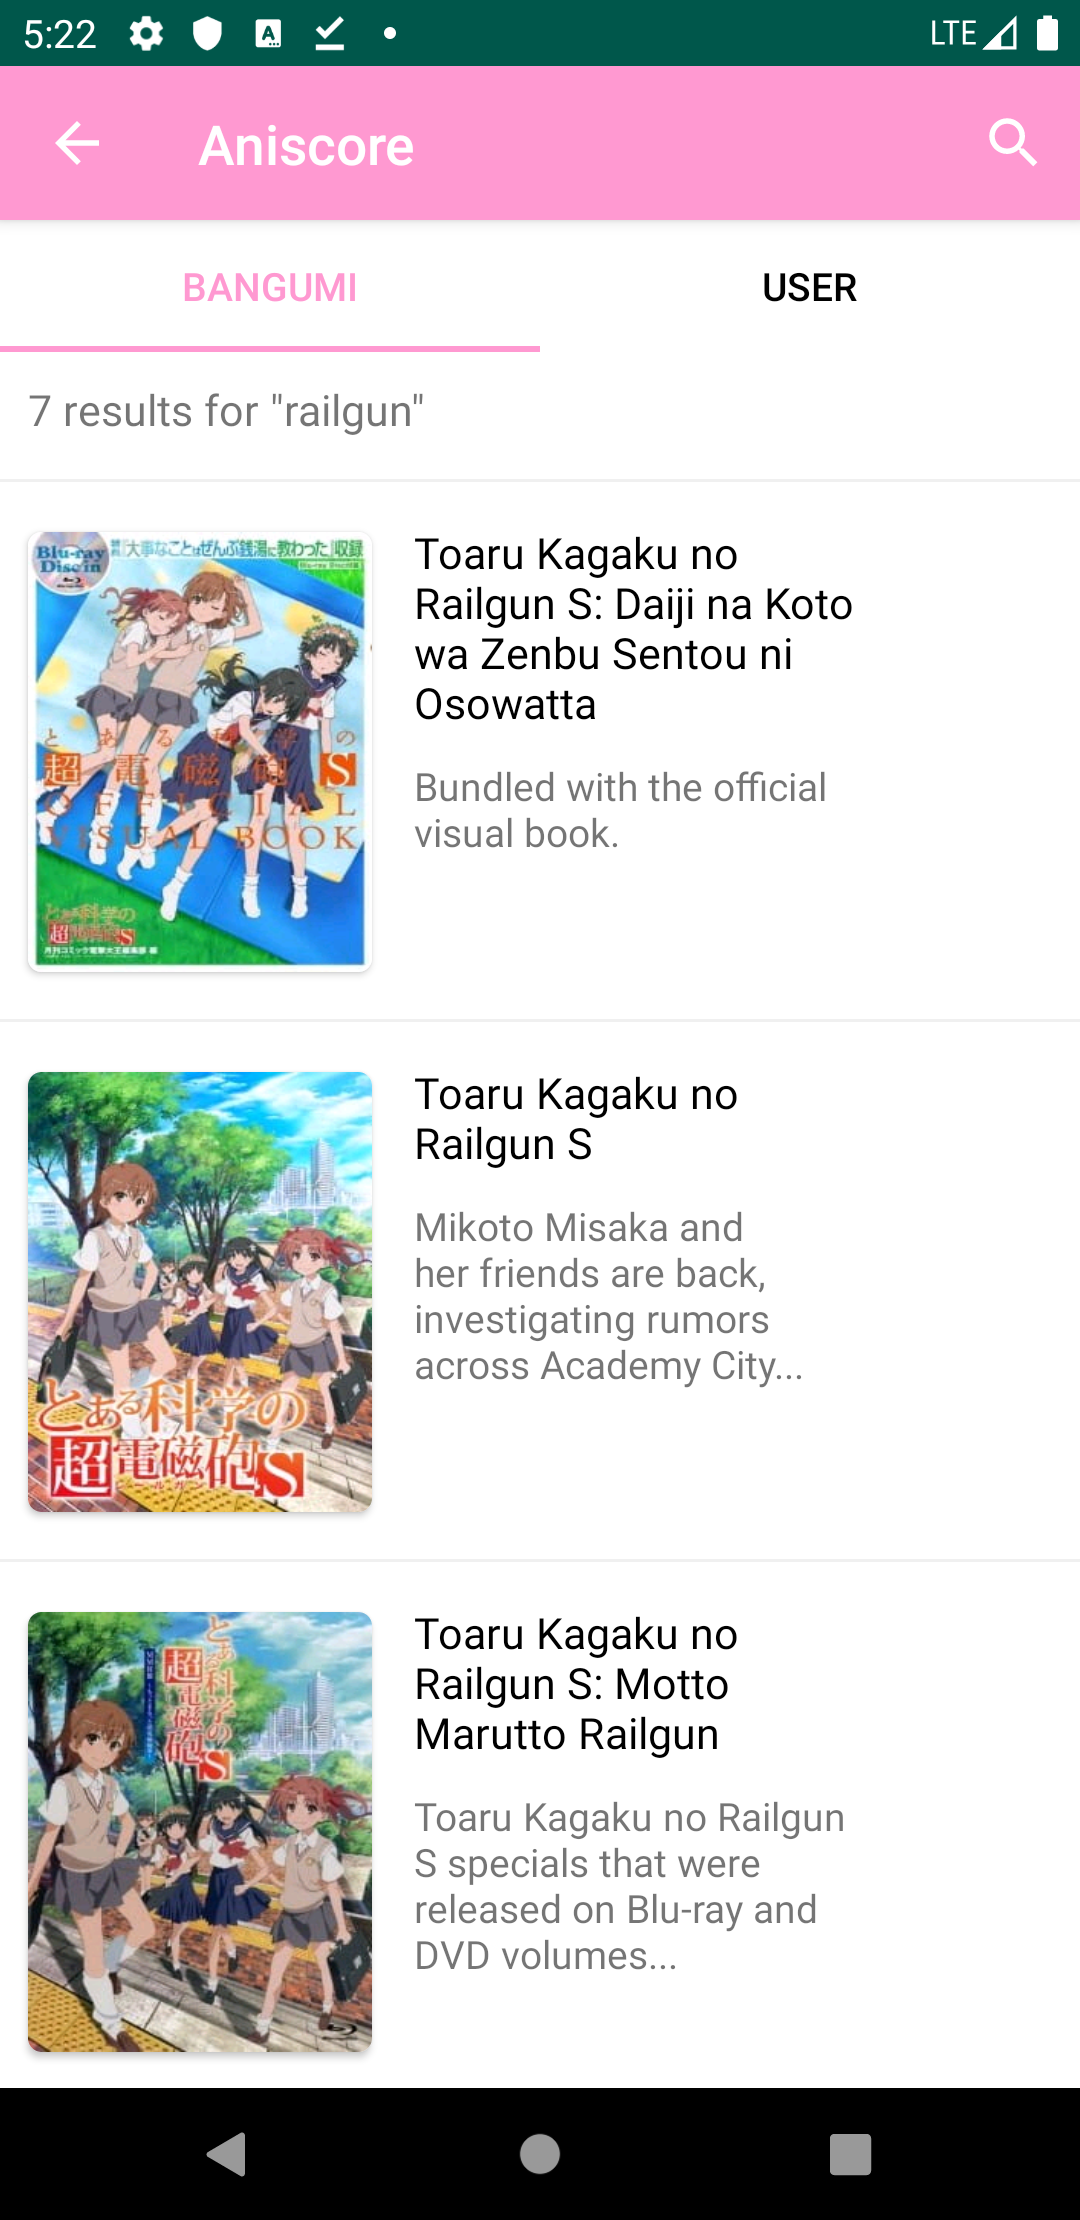 5:22
LTE
Aniscore
BANGUMI
USER
7 results for "railgun"
Blu-ray
Disc in
「大事なことはぜんぶ銭湯に教わった」収録
とある科学の
超電磁砲S
OFFICIAL
VISUAL BOOK
とある科学の
超電磁砲S
Toaru Kagaku no
Railgun S: Daiji na Koto
wa Zenbu Sentou ni
Osowatta
Bundled with the official
visual book.
とある科学の
超電磁砲S
Toaru Kagaku no
Railgun S
Mikoto Misaka and
her friends are back,
investigating rumors
across Academy City...
とある科学の
超電磁砲S
Toaru Kagaku no
Railgun S: Motto
Marutto Railgun
Toaru Kagaku no Railgun
S specials that were
released on Blu-ray and
DVD volumes...